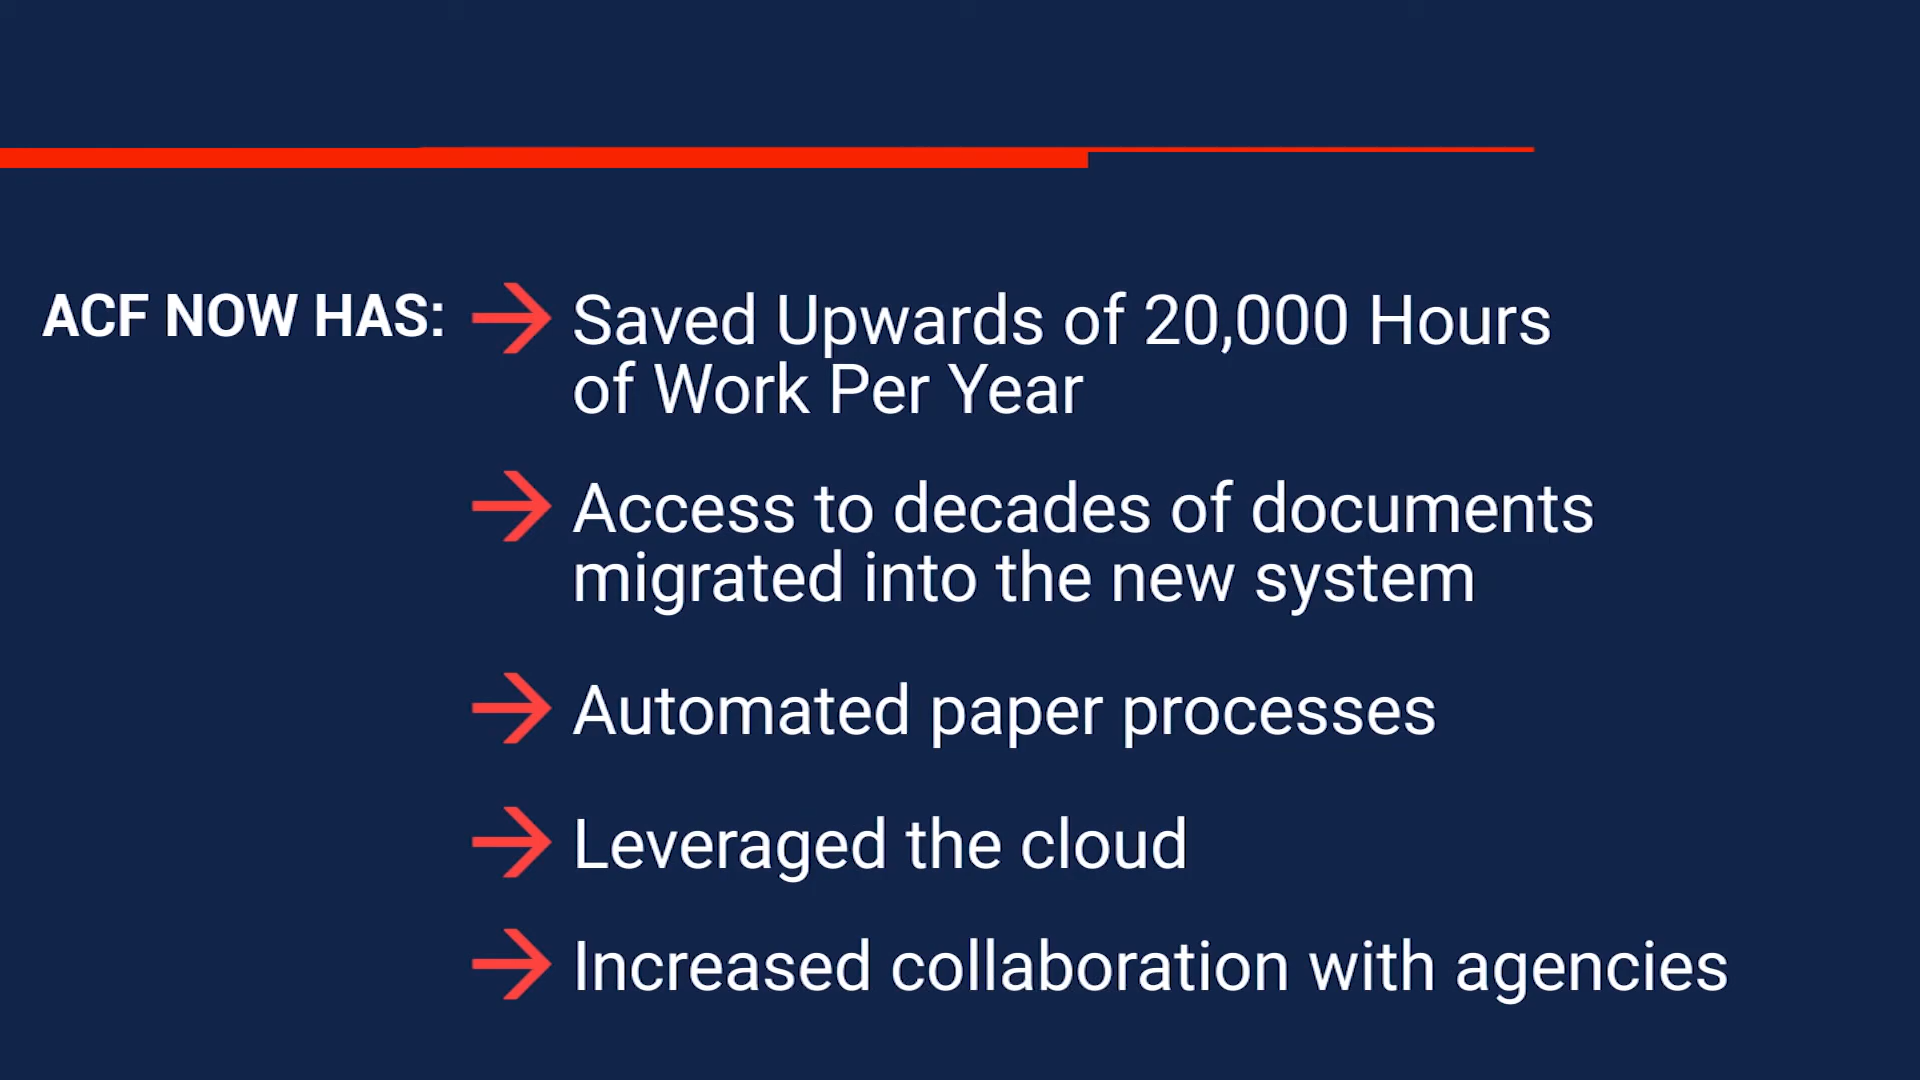 ACF NOW HAS: → Saved Upwards of 20,000 Hours
of Work Per Year
→ Access to decades of documents
migrated into the new system
→ Automated paper processes
→ Leveraged the cloud
→ Increased collaboration with agencies